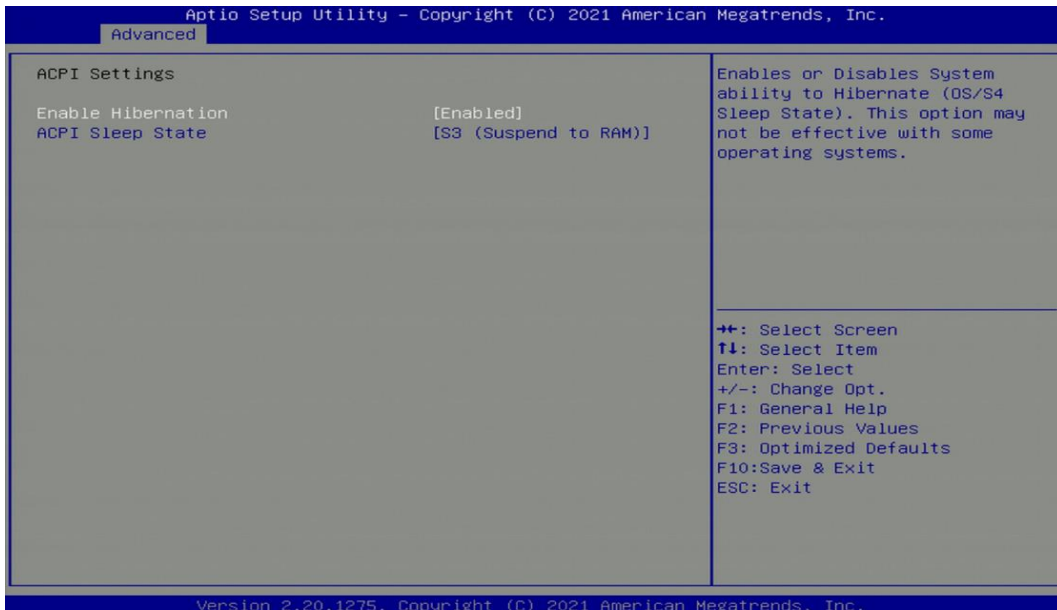 Aptio Setup Utility – Copyright (C) 2021 American Megatrends, Inc.
Advanced
ACPI Settings
Enable Hibernation [Enabled]
ACPI Sleep State [S3 (Suspend to RAM)]
Enables or Disables System
ability to Hibernate (OS/S4
Sleep State). This option may
not be effective with some
operating systems.
→←: Select Screen
↑↓: Select Item
Enter: Select
+/-: Change Opt.
F1: General Help
F2: Previous Values
F3: Optimized Defaults
F10:Save & Exit
ESC: Exit
Version 2.20.1275. Copyright (C) 2021 American Megatrends, Inc.